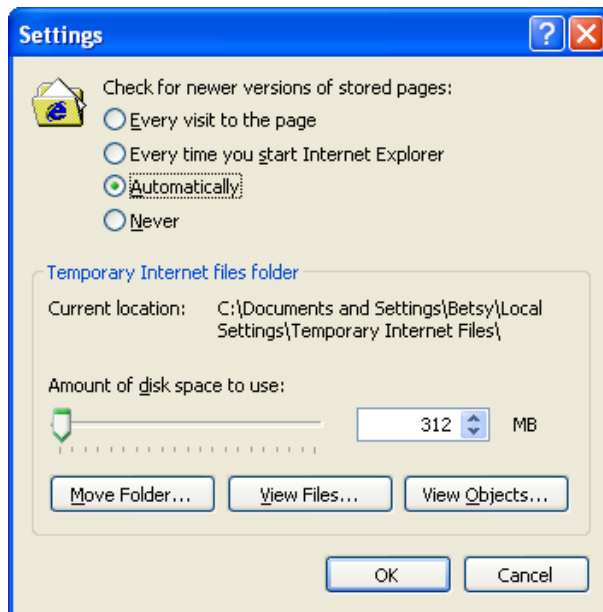 Settings
Check for newer versions of stored pages:
Every visit to the page
Every time you start Internet Explorer
Automatically
Never
Temporary Internet files folder
Current location: C:\Documents and Settings\Betsy\Local
Settings\Temporary Internet Files\
Amount of disk space to use:
312 MB
Move Folder... View Files... View Objects...
OK Cancel